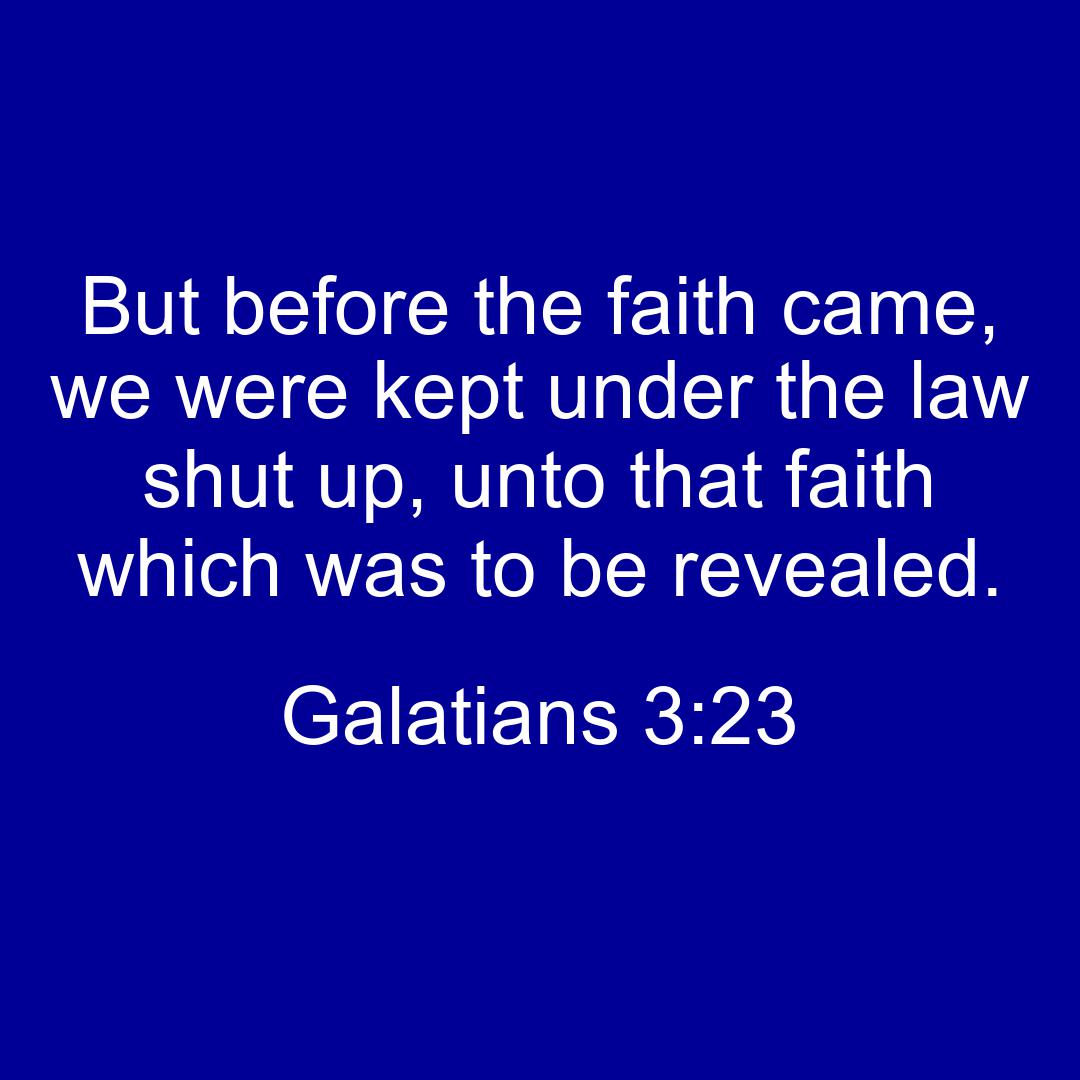 But before the faith came,
we were kept under the law
shut up, unto that faith
which was to be revealed.
Galatians 3:23